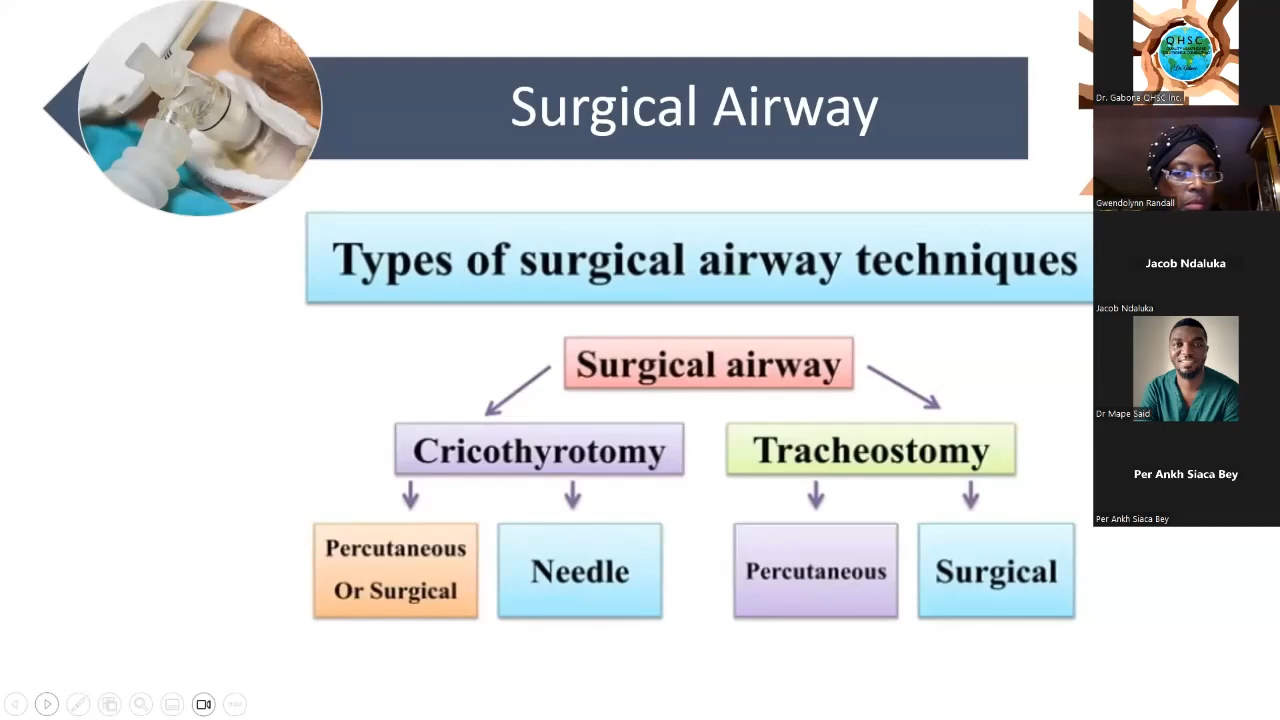 Surgical Airway
Types of surgical airway techniques
Surgical airway
Cricothyrotomy
Tracheostomy
Percutaneous
Or Surgical
Needle
Percutaneous
Surgical
QHSC
Dr. Gabone QHSC Inc.
Gwendolynn Randall
Jacob Ndaluka
Jacob Ndaluka
Dr Mape Said
Per Ankh Siaca Bey
Per Ankh Siaca Bey